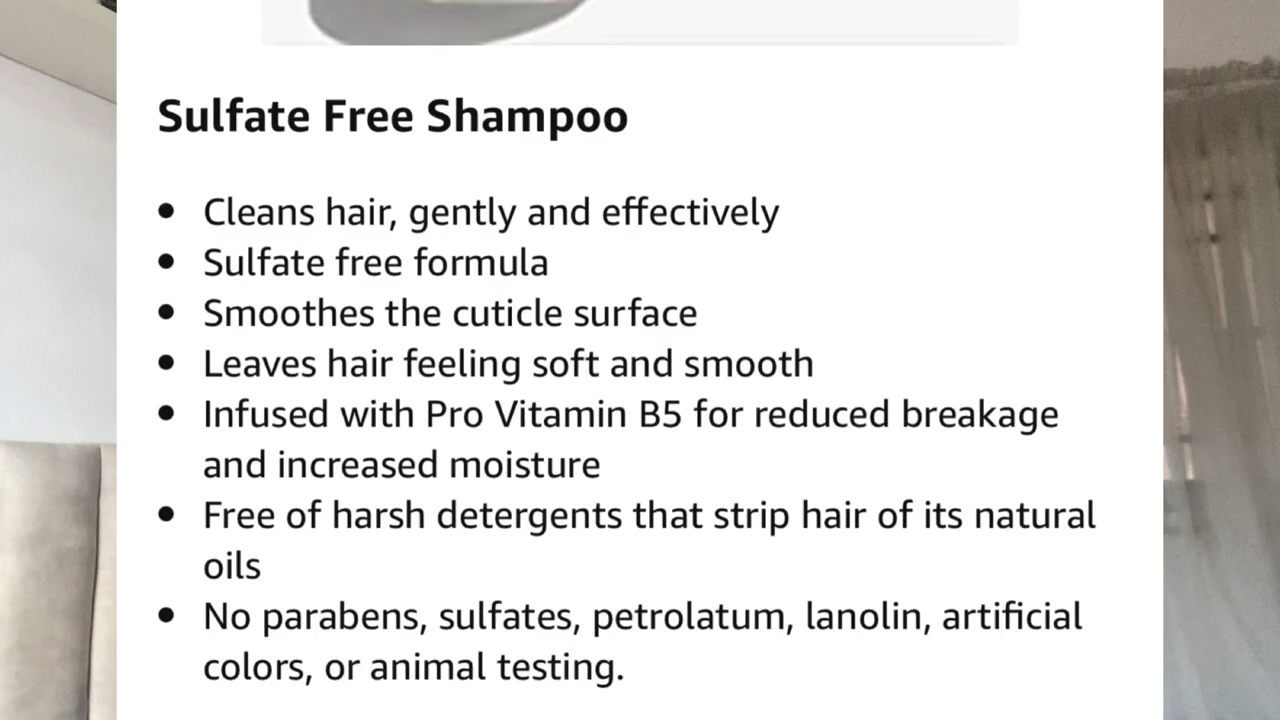 Sulfate Free Shampoo
• Cleans hair, gently and effectively
• Sulfate free formula
• Smoothes the cuticle surface
• Leaves hair feeling soft and smooth
• Infused with Pro Vitamin B5 for reduced breakage
and increased moisture
• Free of harsh detergents that strip hair of its natural
oils
• No parabens, sulfates, petrolatum, lanolin, artificial
colors, or animal testing.